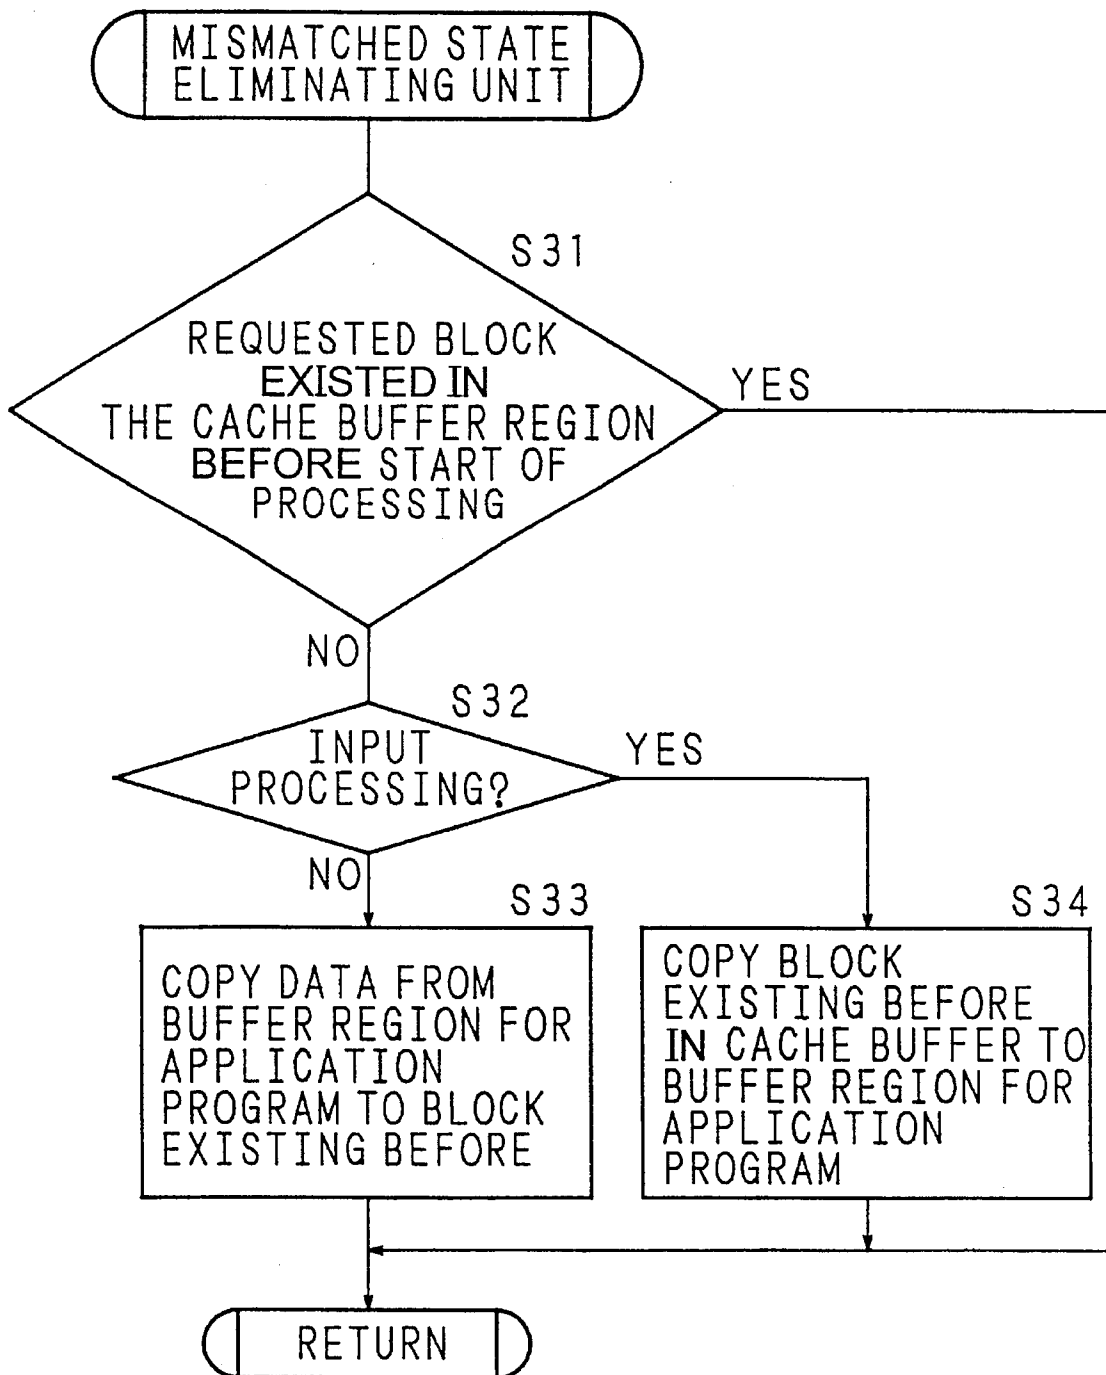 MISMATCHED STATE
ELIMINATING UNIT
S31
REQUESTED BLOCK
EXISTED IN
THE CACHE BUFFER REGION
BEFORE START OF
PROCESSING
YES
NO
S32
INPUT
PROCESSING?
YES
NO
S33
COPY DATA FROM
BUFFER REGION FOR
APPLICATION
PROGRAM TO BLOCK
EXISTING BEFORE
S34
COPY BLOCK
EXISTING BEFORE
IN CACHE BUFFER TO
BUFFER REGION FOR
APPLICATION
PROGRAM
RETURN